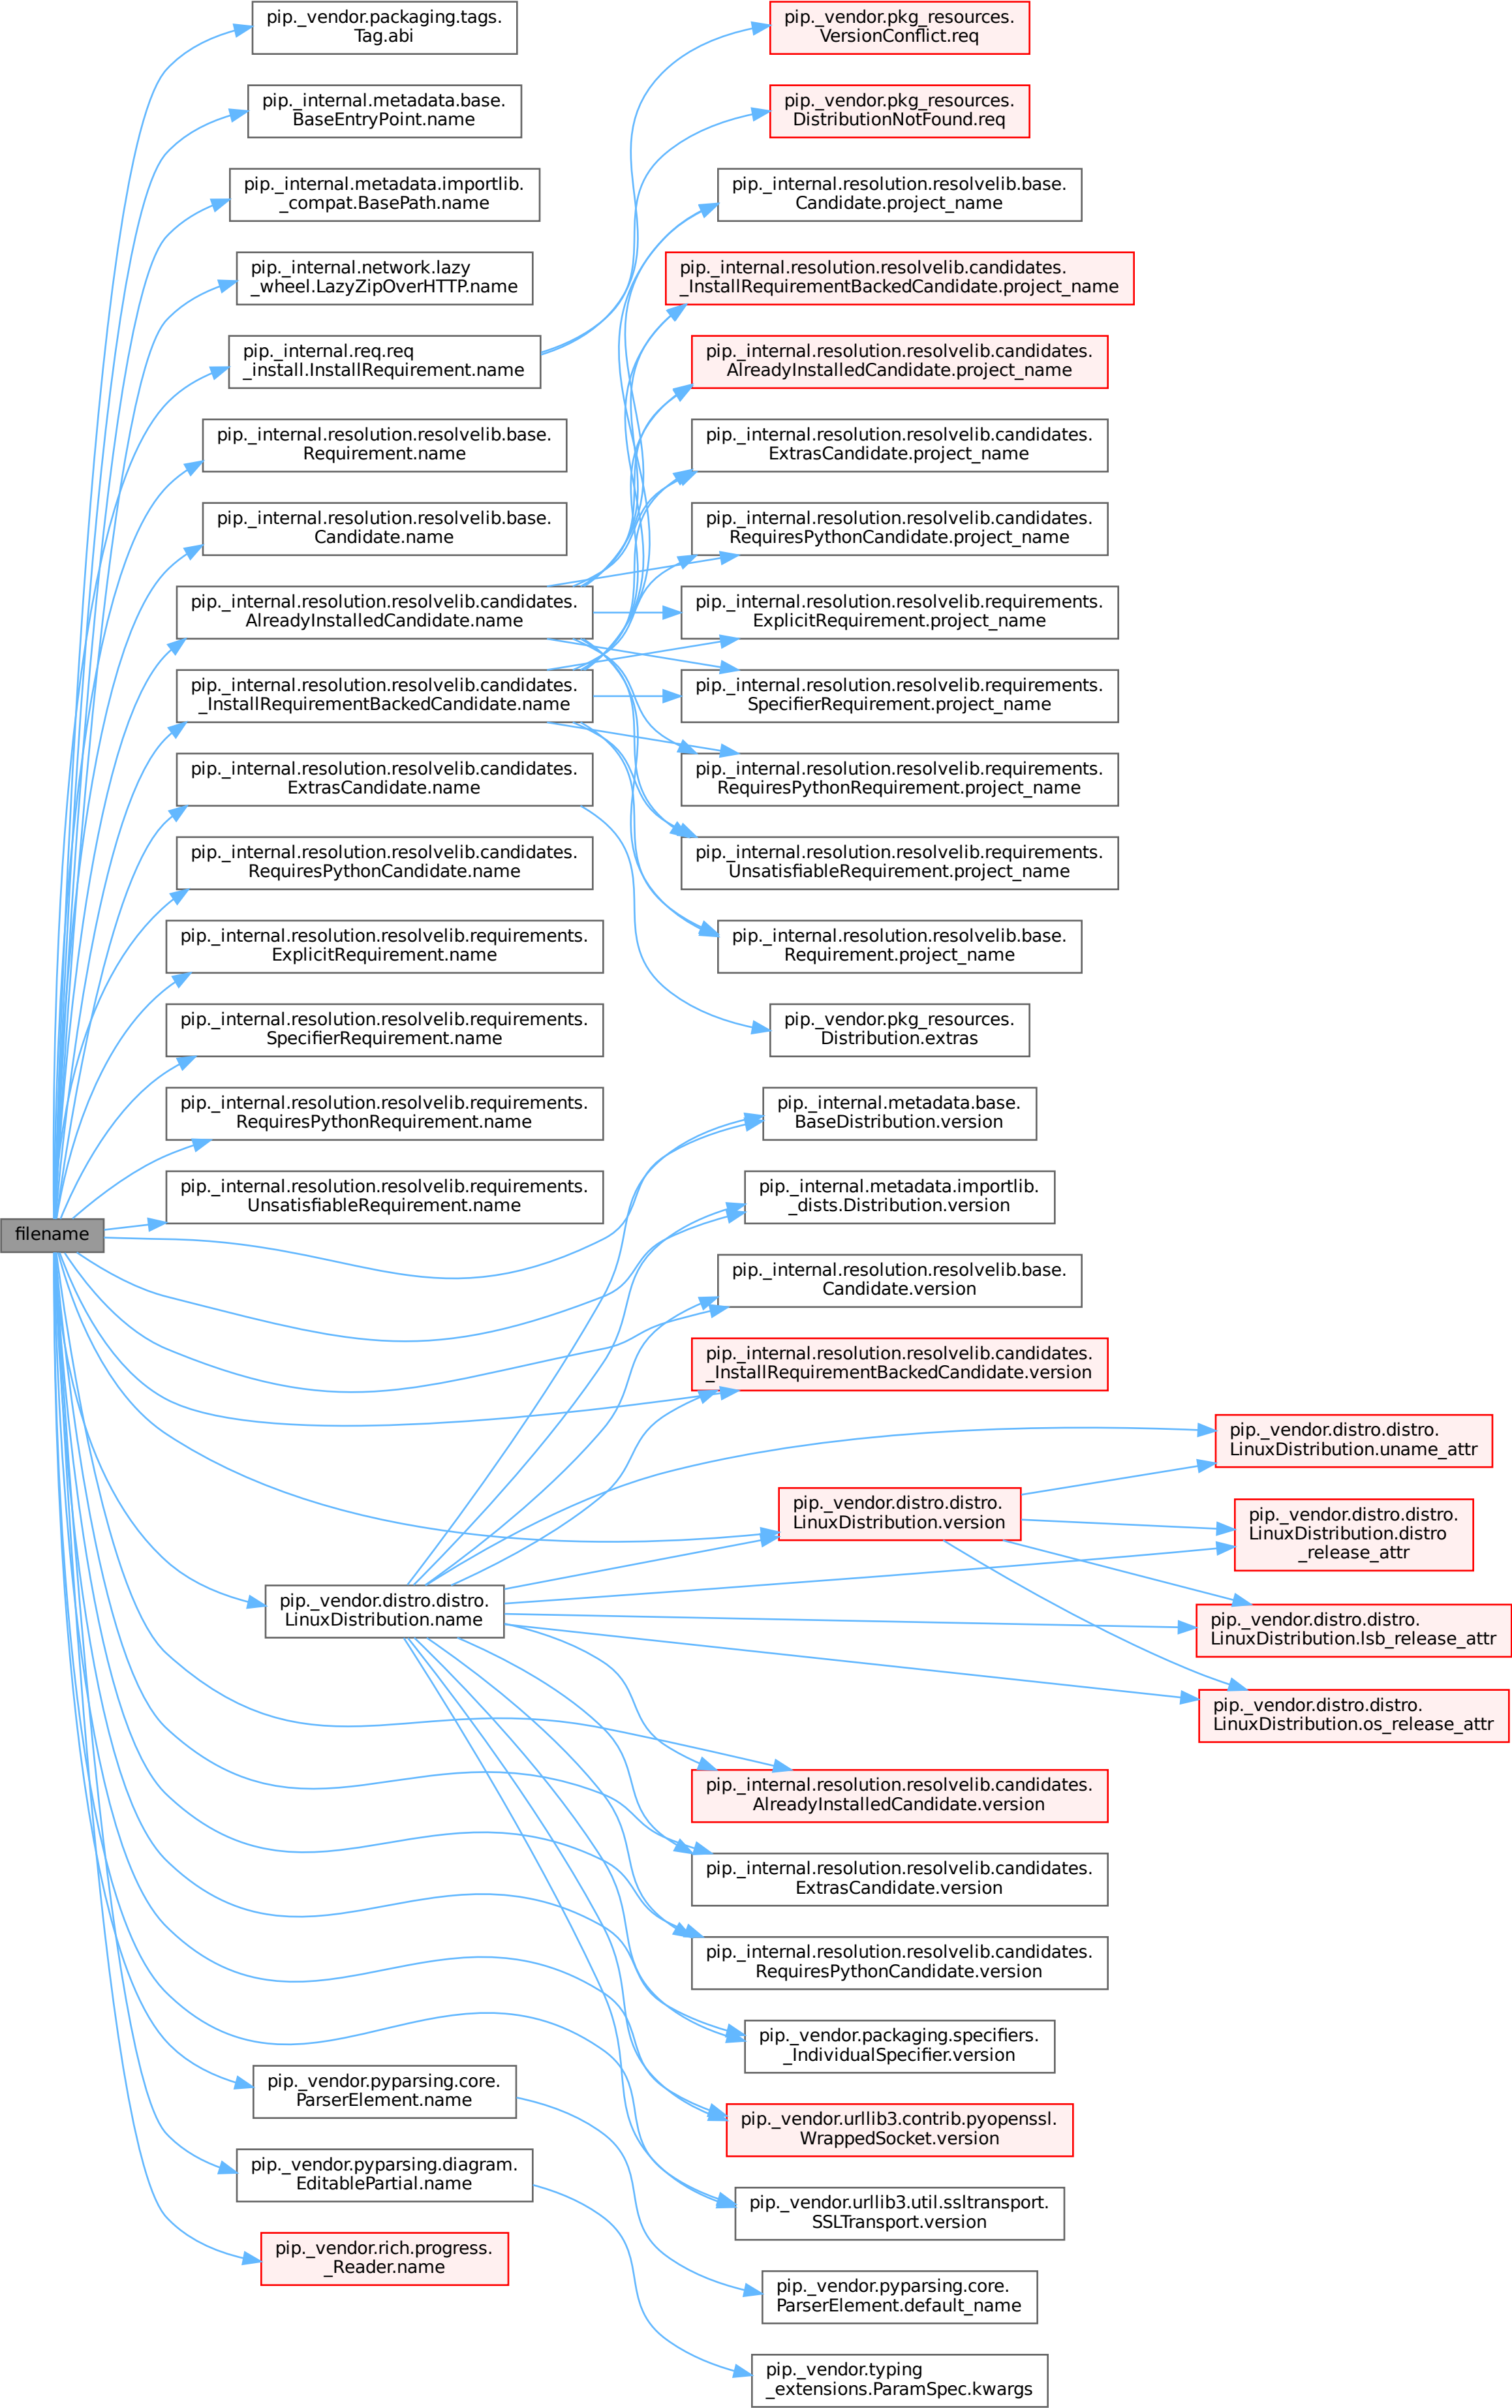 filename
pip._vendor.packaging.tags.
Tag.abi
pip._internal.metadata.base.
BaseEntryPoint.name
pip._internal.metadata.importlib.
_compat.BasePath.name
pip._internal.network.lazy
_wheel.LazyZipOverHTTP.name
pip._internal.req.req
_install.InstallRequirement.name
pip._internal.resolution.resolvelib.base.
Requirement.name
pip._internal.resolution.resolvelib.base.
Candidate.name
pip._internal.resolution.resolvelib.candidates.
AlreadyInstalledCandidate.name
pip._internal.resolution.resolvelib.candidates.
_InstallRequirementBackedCandidate.name
pip._internal.resolution.resolvelib.candidates.
ExtrasCandidate.name
pip._internal.resolution.resolvelib.candidates.
RequiresPythonCandidate.name
pip._internal.resolution.resolvelib.requirements.
ExplicitRequirement.name
pip._internal.resolution.resolvelib.requirements.
SpecifierRequirement.name
pip._internal.resolution.resolvelib.requirements.
RequiresPythonRequirement.name
pip._internal.resolution.resolvelib.requirements.
UnsatisfiableRequirement.name
pip._vendor.distro.distro.
LinuxDistribution.name
pip._vendor.pyparsing.core.
ParserElement.name
pip._vendor.pyparsing.diagram.
EditablePartial.name
pip._vendor.rich.progress.
_Reader.name
pip._vendor.pkg_resources.
VersionConflict.req
pip._vendor.pkg_resources.
DistributionNotFound.req
pip._internal.resolution.resolvelib.base.
Candidate.project_name
pip._internal.resolution.resolvelib.candidates.
_InstallRequirementBackedCandidate.project_name
pip._internal.resolution.resolvelib.candidates.
AlreadyInstalledCandidate.project_name
pip._internal.resolution.resolvelib.candidates.
ExtrasCandidate.project_name
pip._internal.resolution.resolvelib.candidates.
RequiresPythonCandidate.project_name
pip._internal.resolution.resolvelib.requirements.
ExplicitRequirement.project_name
pip._internal.resolution.resolvelib.requirements.
SpecifierRequirement.project_name
pip._internal.resolution.resolvelib.requirements.
RequiresPythonRequirement.project_name
pip._internal.resolution.resolvelib.requirements.
UnsatisfiableRequirement.project_name
pip._internal.resolution.resolvelib.base.
Requirement.project_name
pip._vendor.pkg_resources.
Distribution.extras
pip._internal.metadata.base.
BaseDistribution.version
pip._internal.metadata.importlib.
_dists.Distribution.version
pip._internal.resolution.resolvelib.base.
Candidate.version
pip._internal.resolution.resolvelib.candidates.
_InstallRequirementBackedCandidate.version
pip._vendor.distro.distro.
LinuxDistribution.version
pip._internal.resolution.resolvelib.candidates.
AlreadyInstalledCandidate.version
pip._internal.resolution.resolvelib.candidates.
ExtrasCandidate.version
pip._internal.resolution.resolvelib.candidates.
RequiresPythonCandidate.version
pip._vendor.packaging.specifiers.
_IndividualSpecifier.version
pip._vendor.urllib3.contrib.pyopenssl.
WrappedSocket.version
pip._vendor.urllib3.util.ssltransport.
SSLTransport.version
pip._vendor.pyparsing.core.
ParserElement.default_name
pip._vendor.typing
_extensions.ParamSpec.kwargs
pip._vendor.distro.distro.
LinuxDistribution.uname_attr
pip._vendor.distro.distro.
LinuxDistribution.distro
_release_attr
pip._vendor.distro.distro.
LinuxDistribution.lsb_release_attr
pip._vendor.distro.distro.
LinuxDistribution.os_release_attr